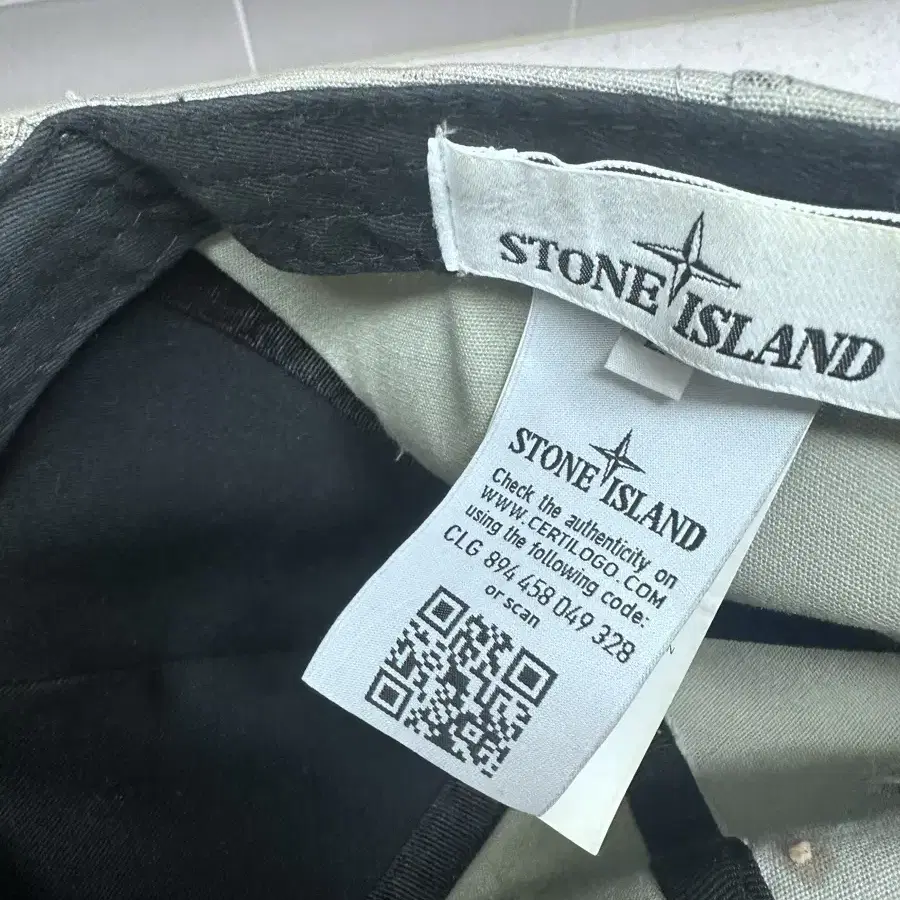 STONE ISLAND
STONE ISLAND
Check the authenticity on
WWW.CERTILOGO.COM
using the following code:
CLG 894 458 049 328
or scan